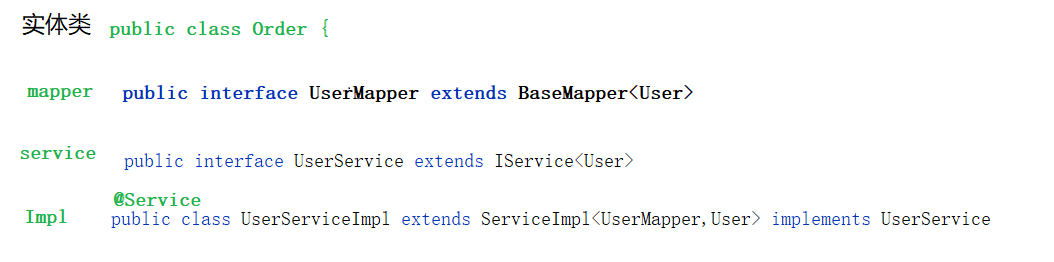 实体类 public class Order {
mapper public interface UserMapper extends BaseMapper<User>
service public interface UserService extends IService<User>
@Service
Impl public class UserServiceImpl extends ServiceImpl<UserMapper,User> implements UserService